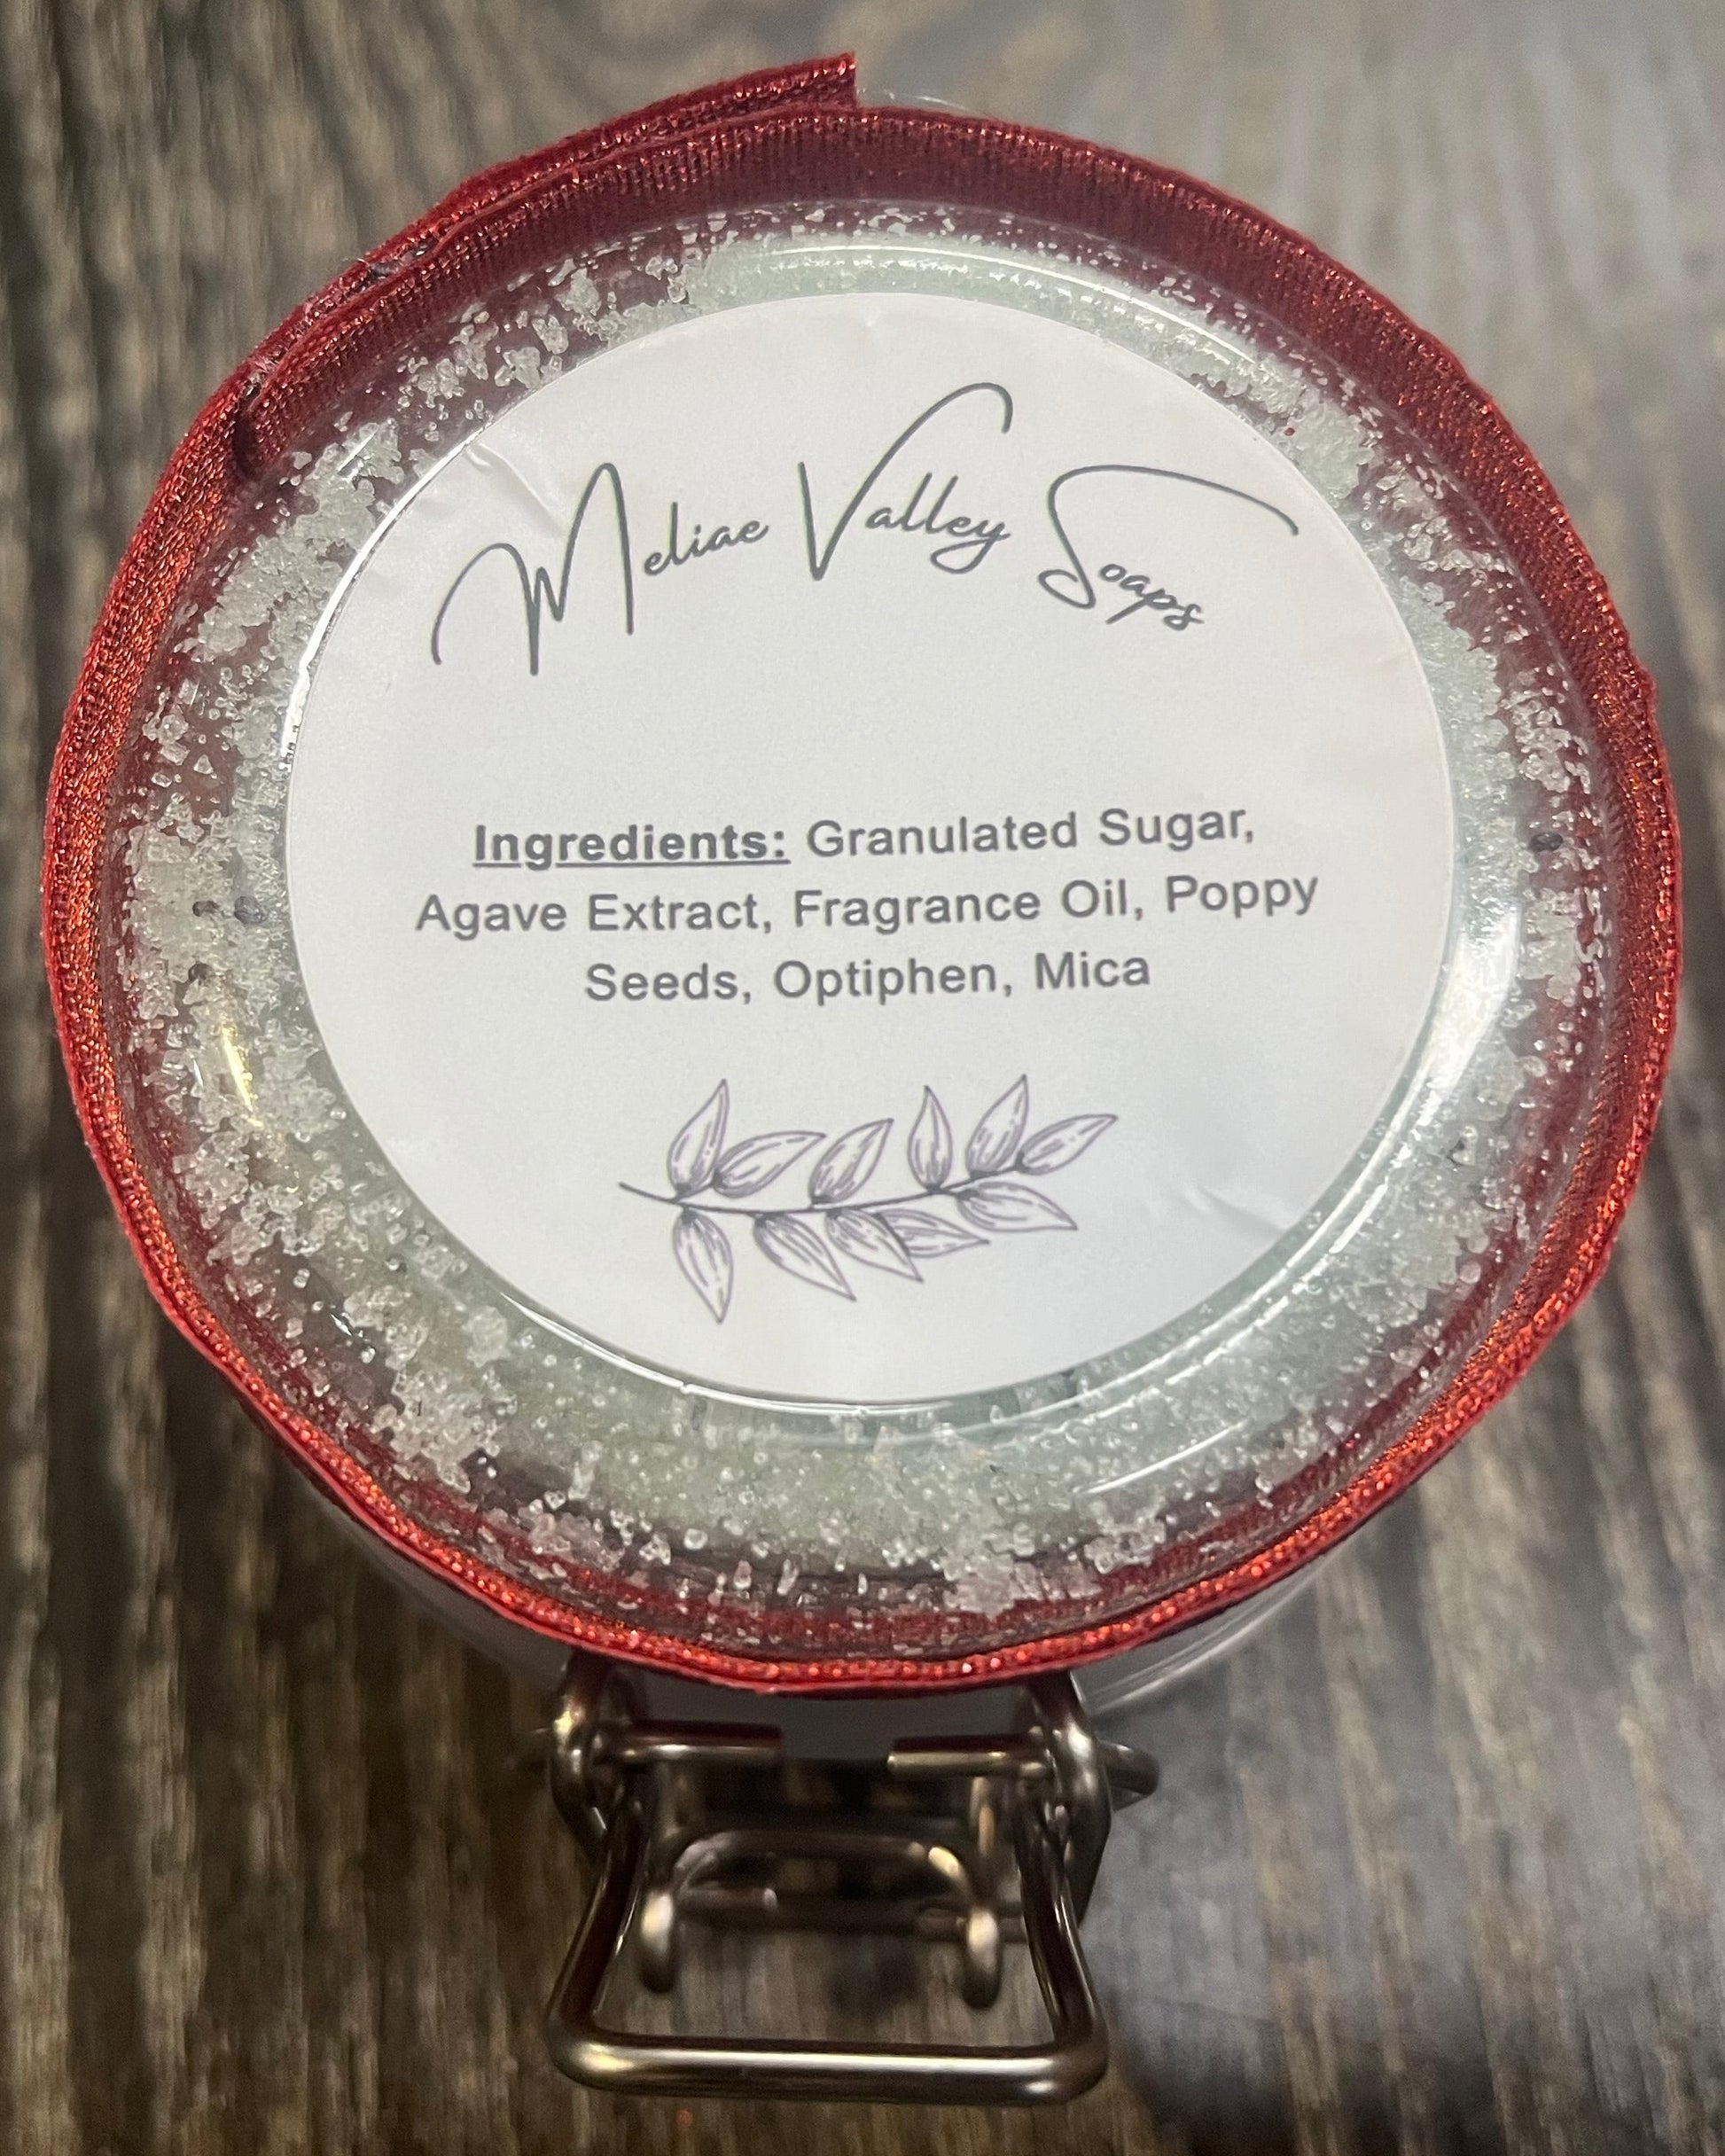 Meliae Valley Soaps
Ingredients: Granulated Sugar,
Agave Extract, Fragrance Oil, Poppy
Seeds, Optiphen, Mica